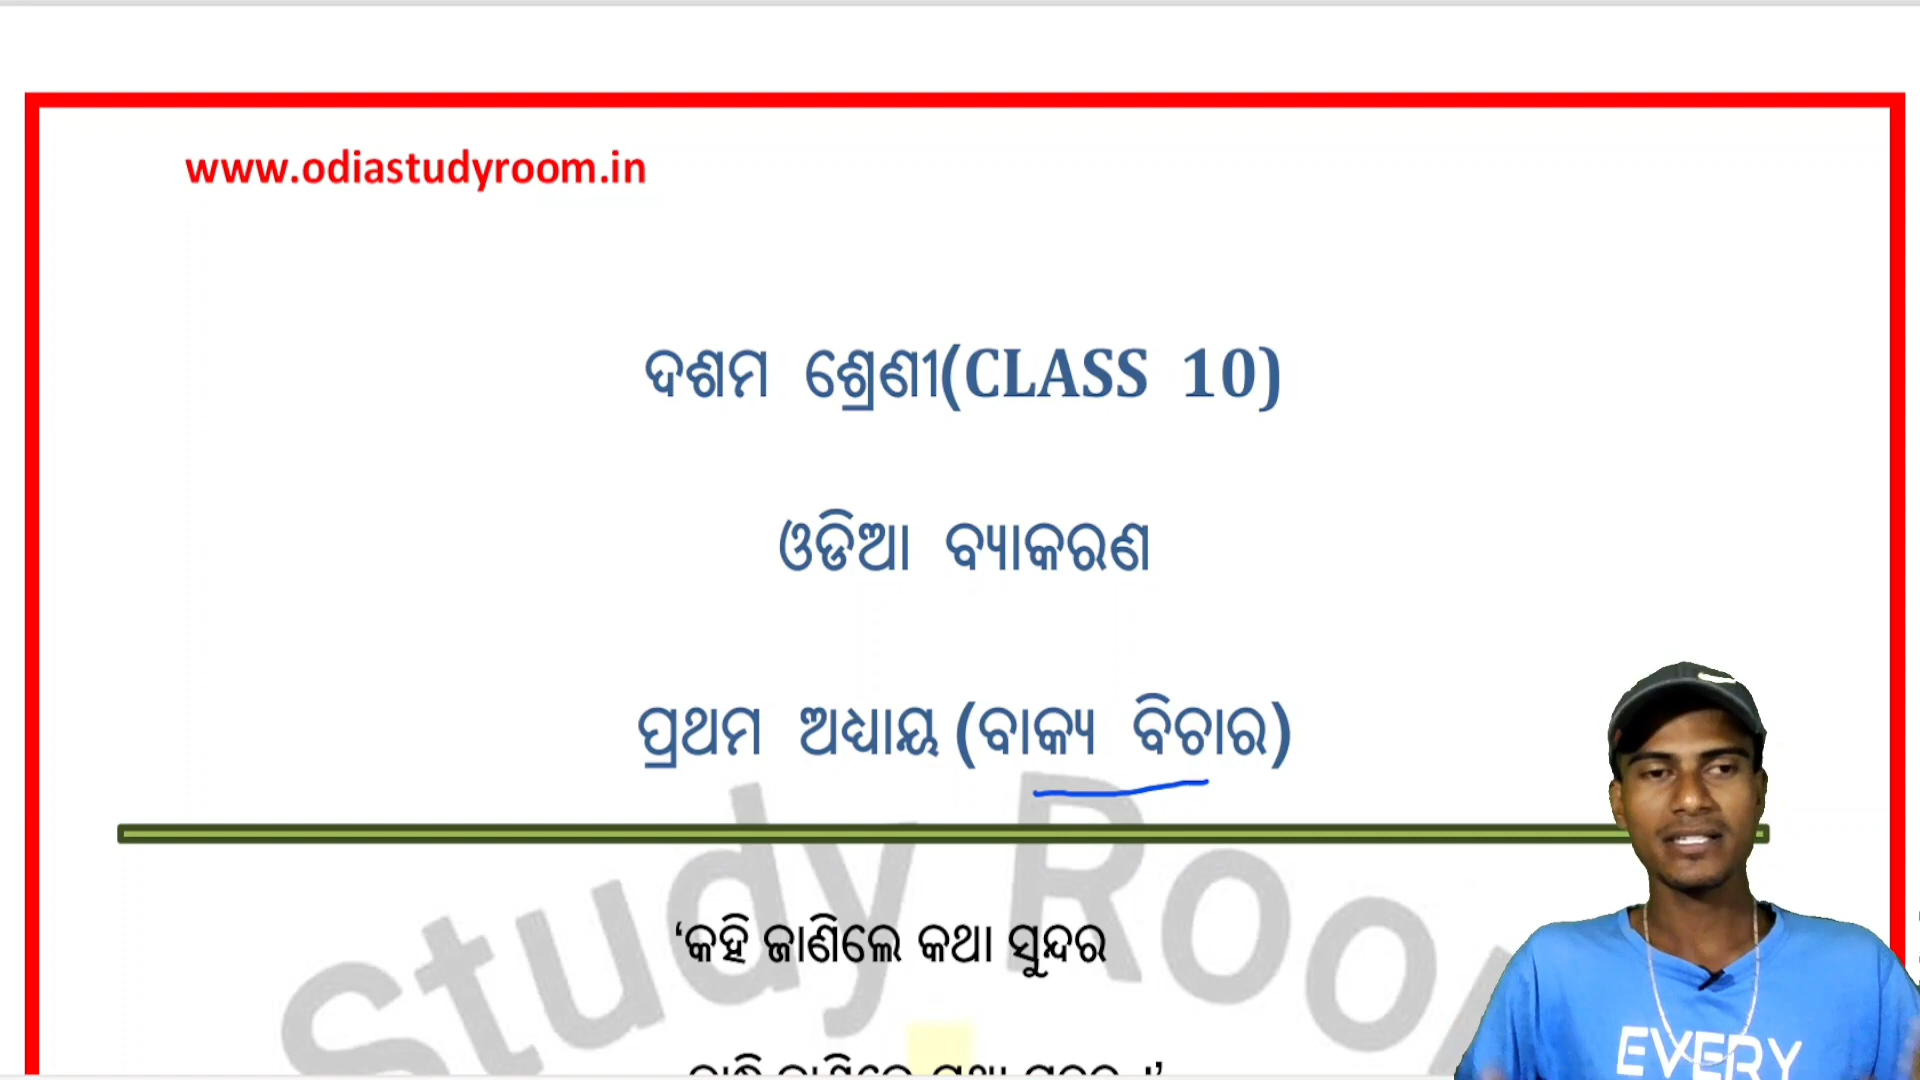 www.odiastudyroom.in
ଦଶମ ଶ୍ରେଣୀ(CLASS 10)
ଓଡିଆ ବ୍ୟାକରଣ
ପ୍ରଥମ ଅଧ୍ୟାୟ (ବାକ୍ୟ ବିଚାର)
Study Room
‘କହି ଜାଣିଲେ କଥା ସୁନ୍ଦର
EVERY